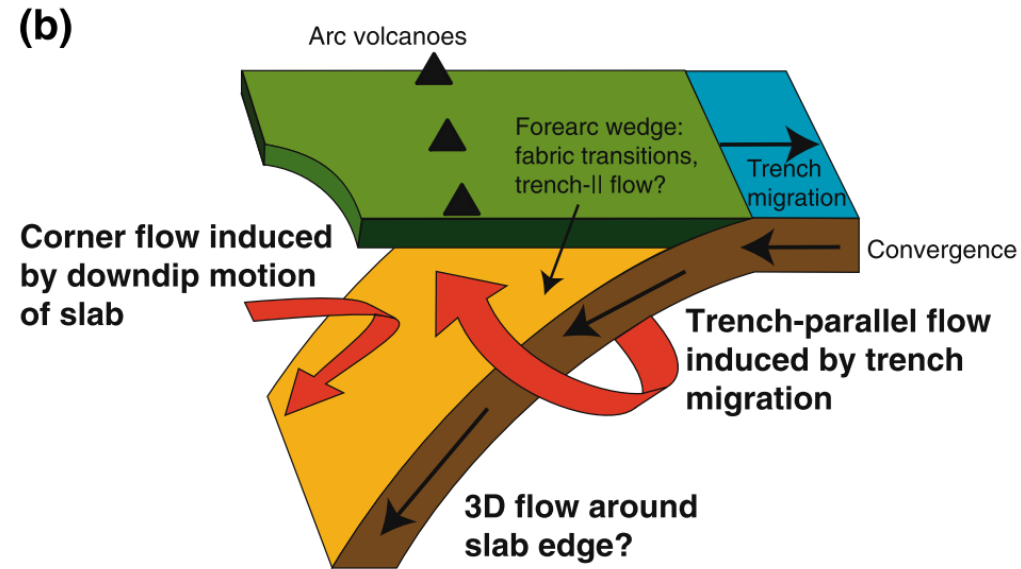 (b)
Arc volcanoes
Forearc wedge:
fabric transitions,
trench-II flow?
Trench
migration
Convergence
Corner flow induced
by downdip motion
of slab
Trench-parallel flow
induced by trench
migration
3D flow around
slab edge?